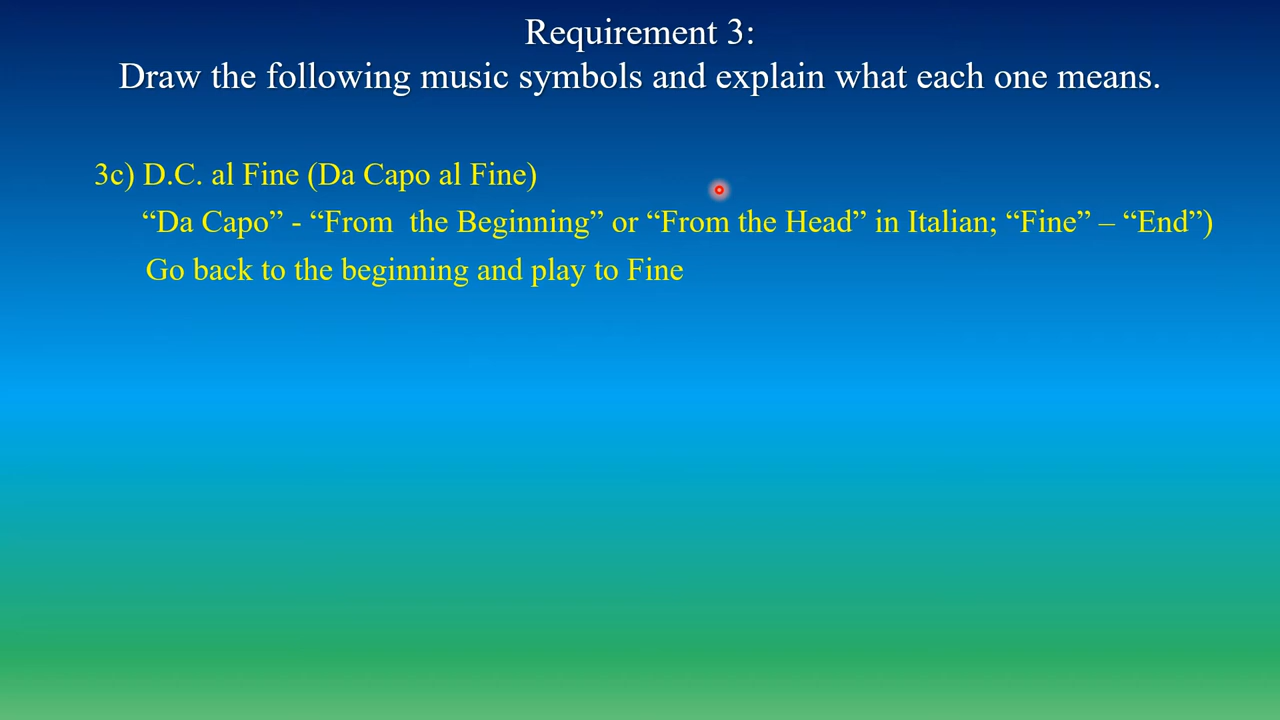 Requirement 3:
Draw the following music symbols and explain what each one means.
3c) D.C. al Fine (Da Capo al Fine)
“Da Capo” - “From  the Beginning” or “From the Head” in Italian; “Fine” – “End”)
Go back to the beginning and play to Fine